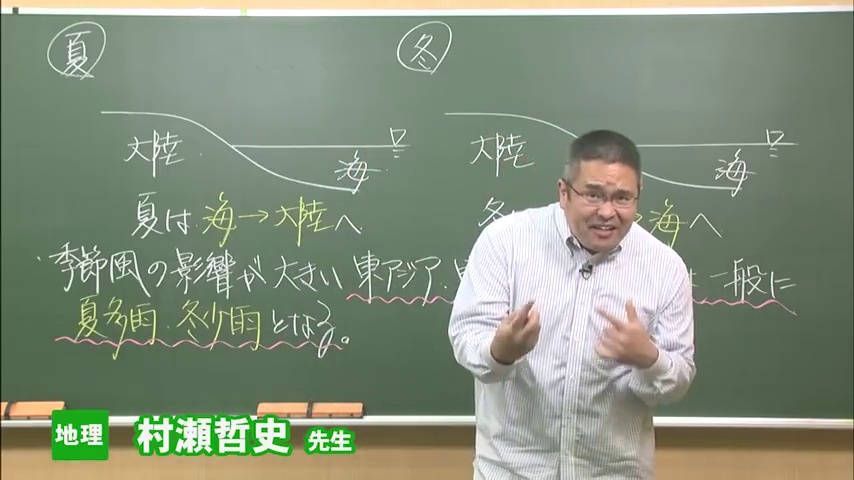 夏
冬
大陸
海
大陸
海
夏は 海→大陸へ
海へ
季節風の影響が大きい 東アジア
は一般に
夏多雨・冬少雨となる。
地理 村瀬哲史 先生